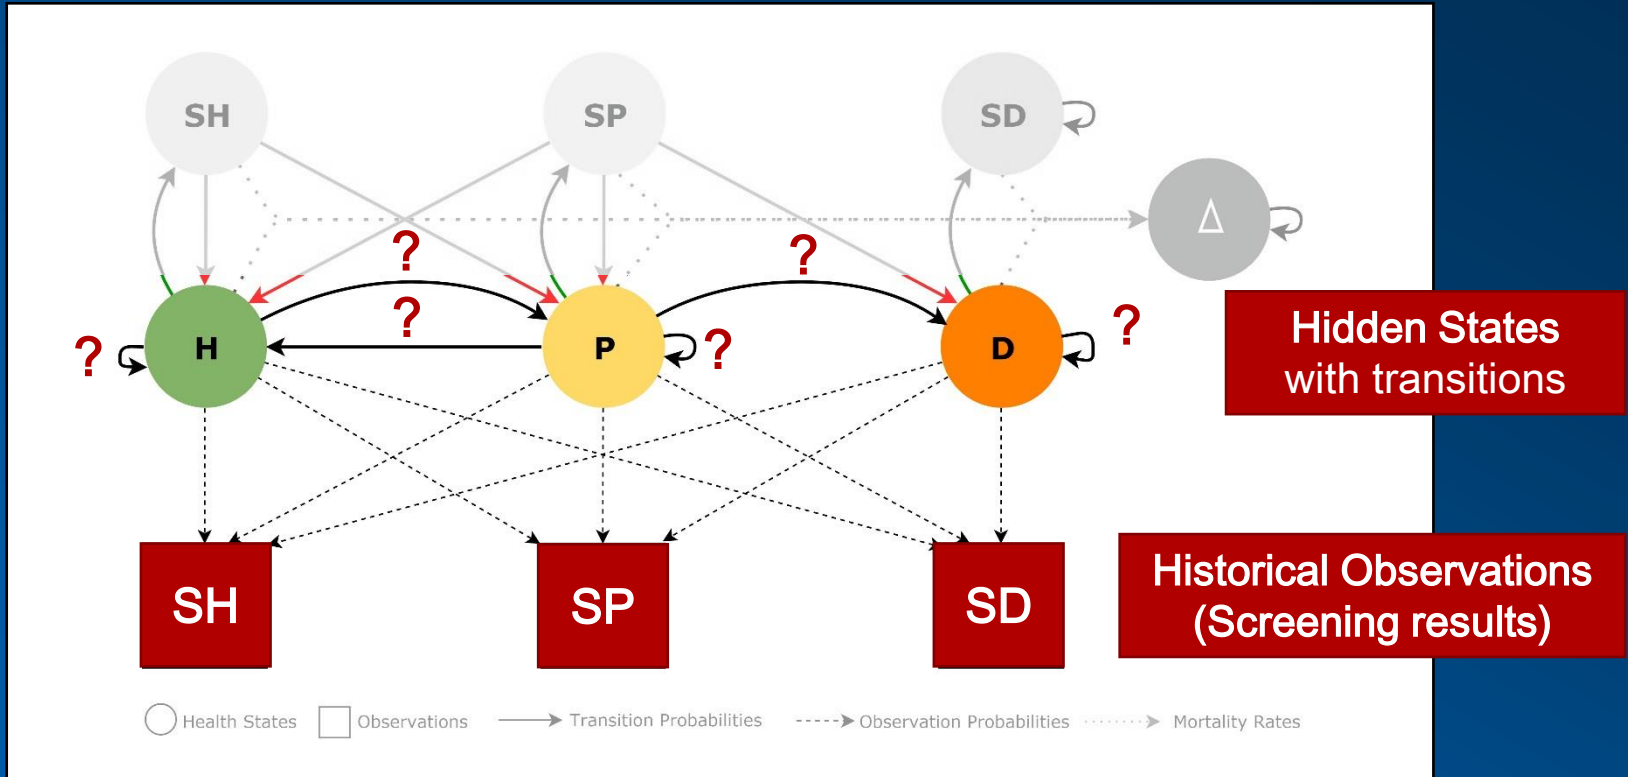 SH
SP
SD
Δ
?
?
?
?
?
?
H
P
D
Hidden States
with transitions
SH
SP
SD
Historical Observations
(Screening results)
Health States
Observations
Transition Probabilities
Observation Probabilities
Mortality Rates